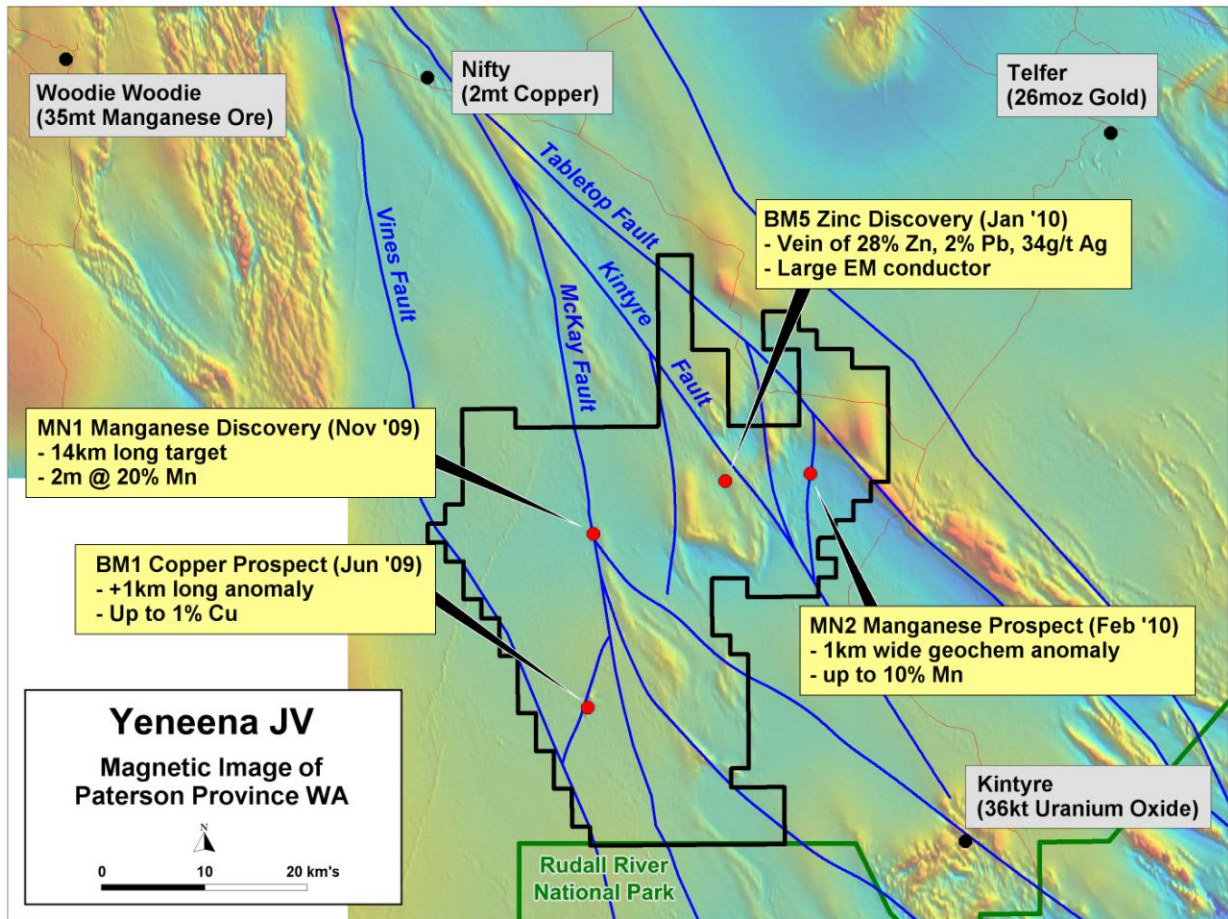 Woodie Woodie
(35mt Manganese Ore)
Nifty
(2mt Copper)
Telfer
(26moz Gold)
Vines Fault
McKay Fault
Kintyre
Fault
Tabletop Fault
BM5 Zinc Discovery (Jan '10)
- Vein of 28% Zn, 2% Pb, 34g/t Ag
- Large EM conductor
MN1 Manganese Discovery (Nov '09)
- 14km long target
- 2m @ 20% Mn
BM1 Copper Prospect (Jun '09)
- +1km long anomaly
- Up to 1% Cu
MN2 Manganese Prospect (Feb '10)
- 1km wide geochem anomaly
- up to 10% Mn
Yeneena JV
Magnetic Image of
Paterson Province WA
N
0 10 20 km's
Kintyre
(36kt Uranium Oxide)
Rudall River
National Park